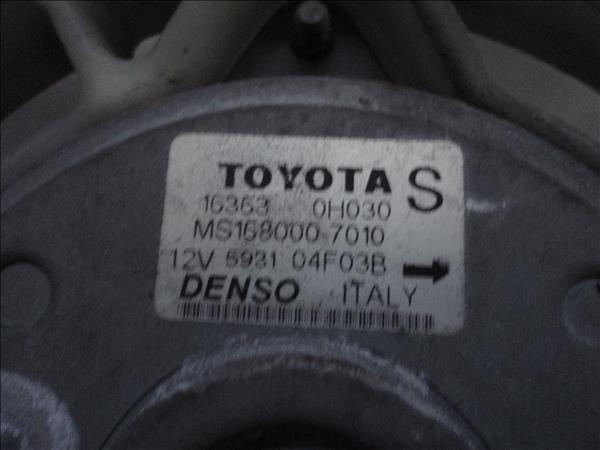 TOYOTA S
16363 0H030
MS168000-7010
12V 5931 04F03B
DENSO ITALY